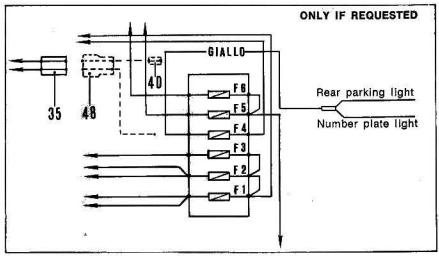 ONLY IF REQUESTED
GIALLO
40
35
48
F6
F5
F4
F3
F2
F1
Rear parking light
Number plate light